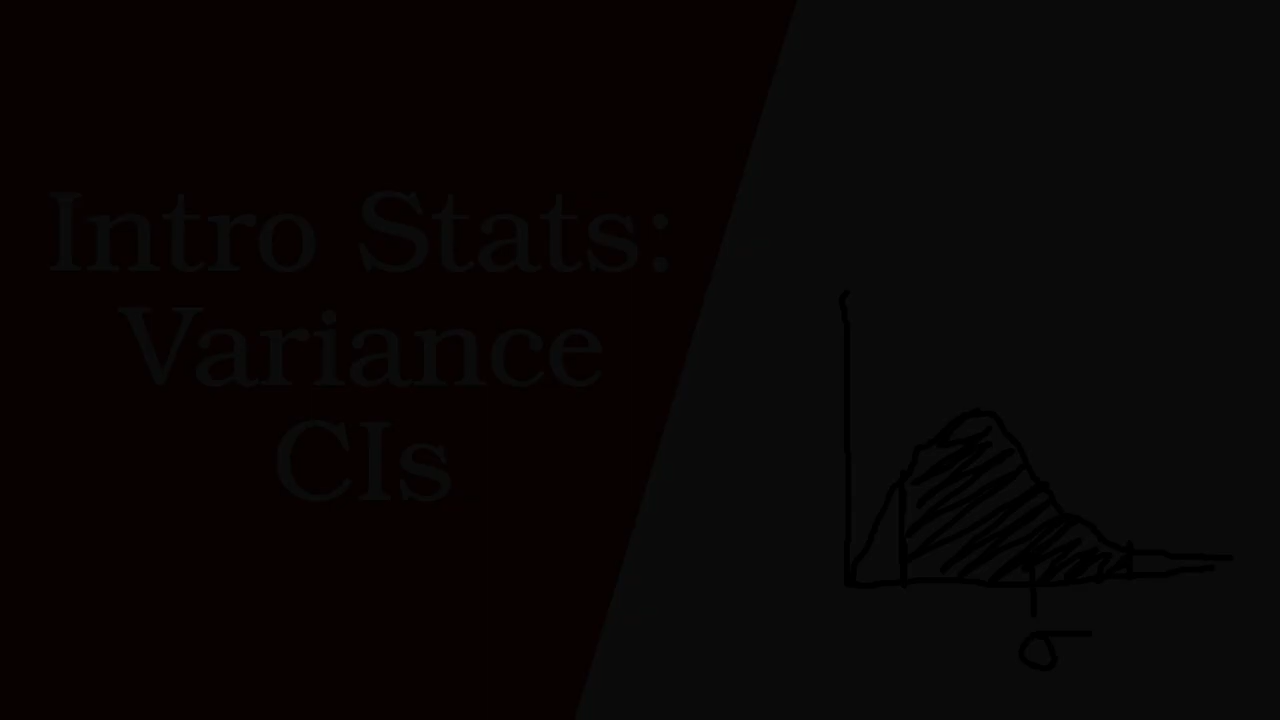 Intro Stats:
Variance
CIs
σ